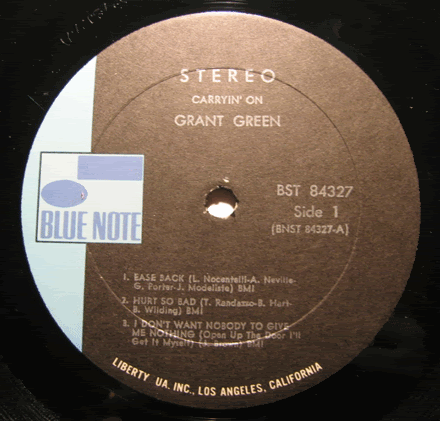 STEREO
CARRYIN' ON
GRANT GREEN
BLUE NOTE
BST 84327
Side 1
(BNST 84327-A)
1. EASE BACK (L. Nocentelli-A. Neville-
G. Porter-J. Modeliste) BMI
2. HURT SO BAD (T. Randazzo-B. Hart-
B. Wilding) BMI
3. I DON'T WANT NOBODY TO GIVE
ME NOTHING (Open Up The Door I'll
Get It Myself) (J. Brown) BMI
LIBERTY UA, INC., LOS ANGELES, CALIFORNIA